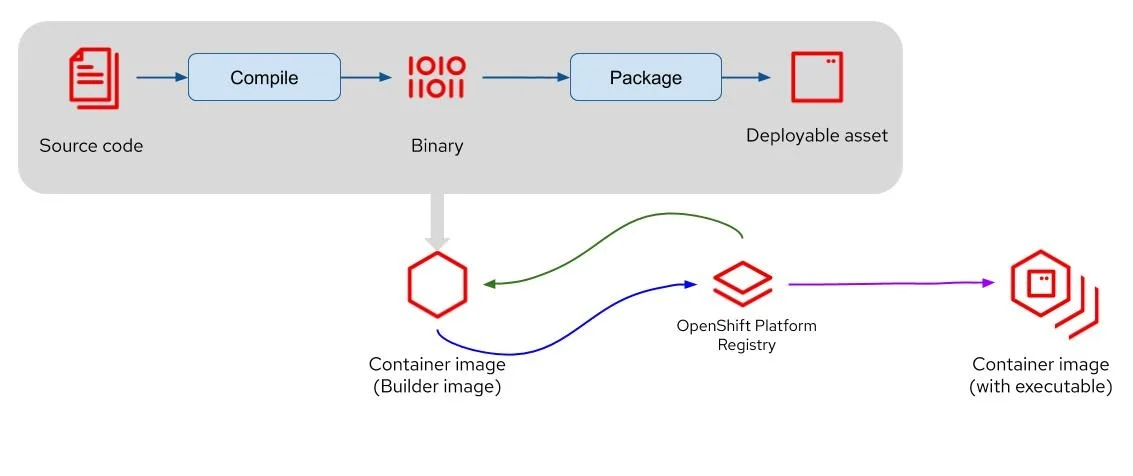 Compile
1010
11011
Package
Source code
Binary
Deployable asset
OpenShift Platform
Registry
Container image
(Builder image)
Container image
(with executable)